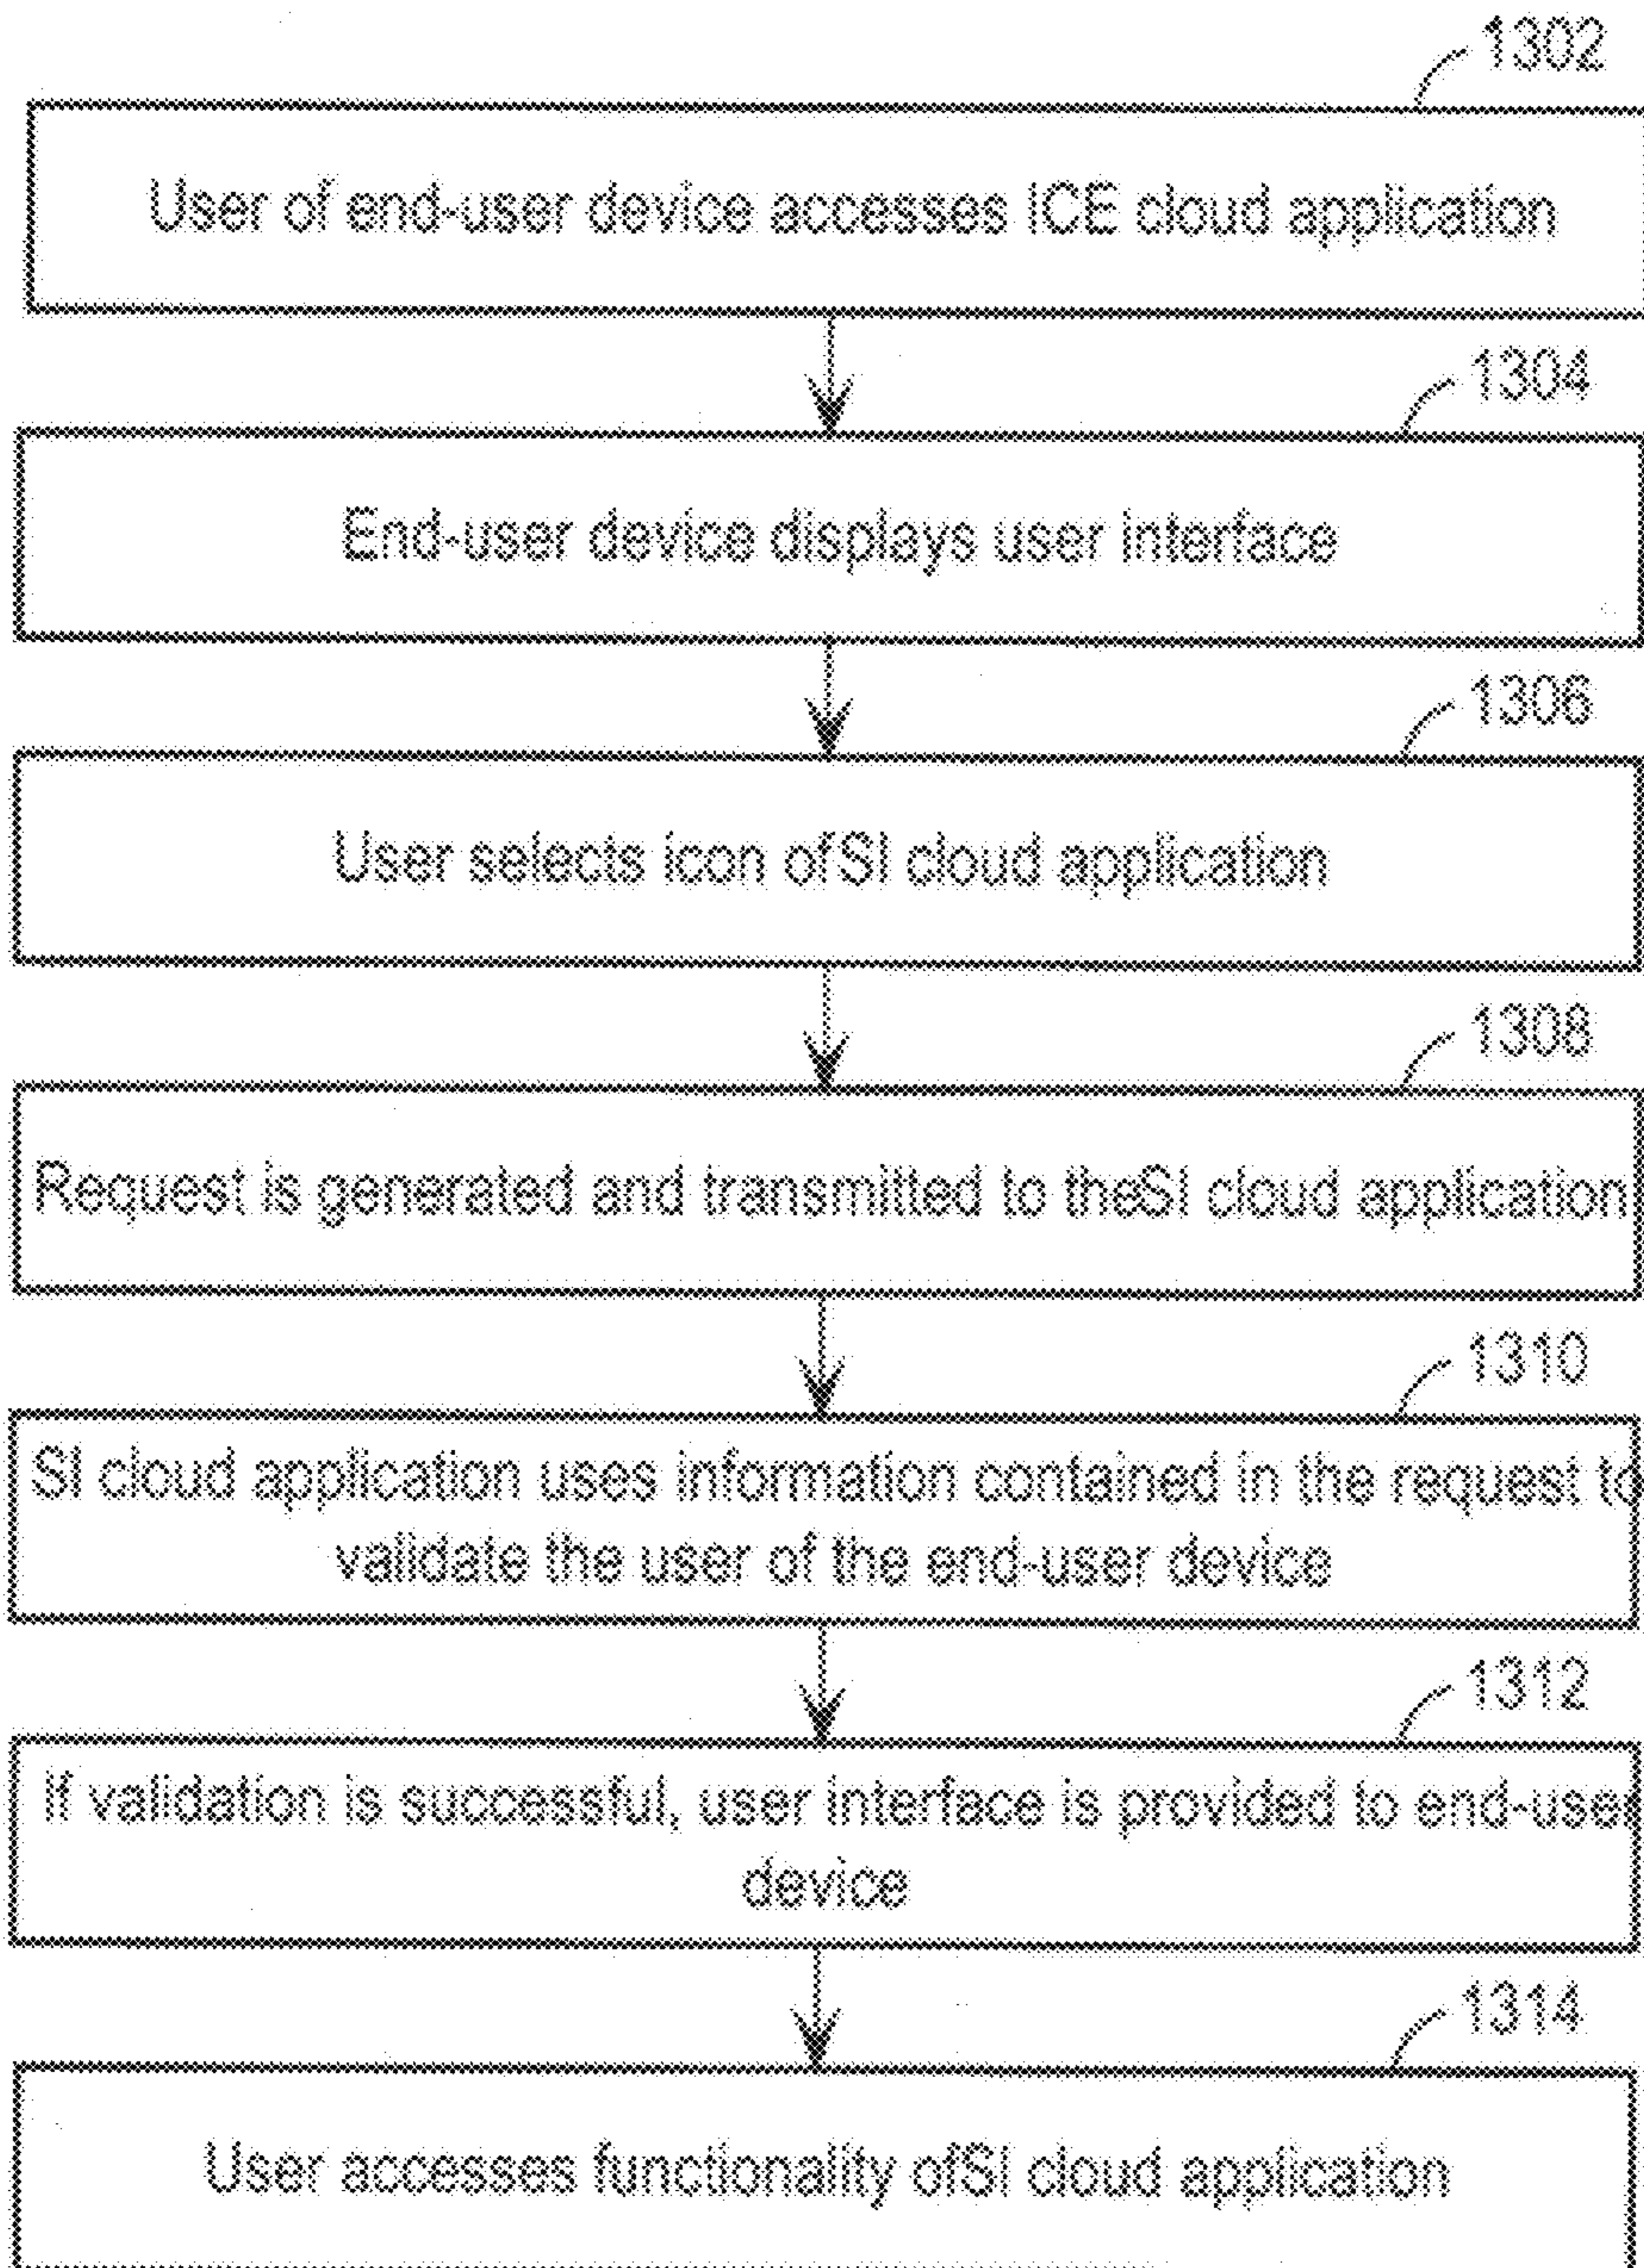 1302
User of end-user device accesses ICE cloud application
1304
End-user device displays user interface
1306
User selects icon ofSI cloud application
1308
Request is generated and transmitted to theSI cloud application
1310
SI cloud application uses information contained in the request to
validate the user of the end-user device
1312
If validation is successful, user interface is provided to end-user
device
1314
User accesses functionality ofSI cloud application